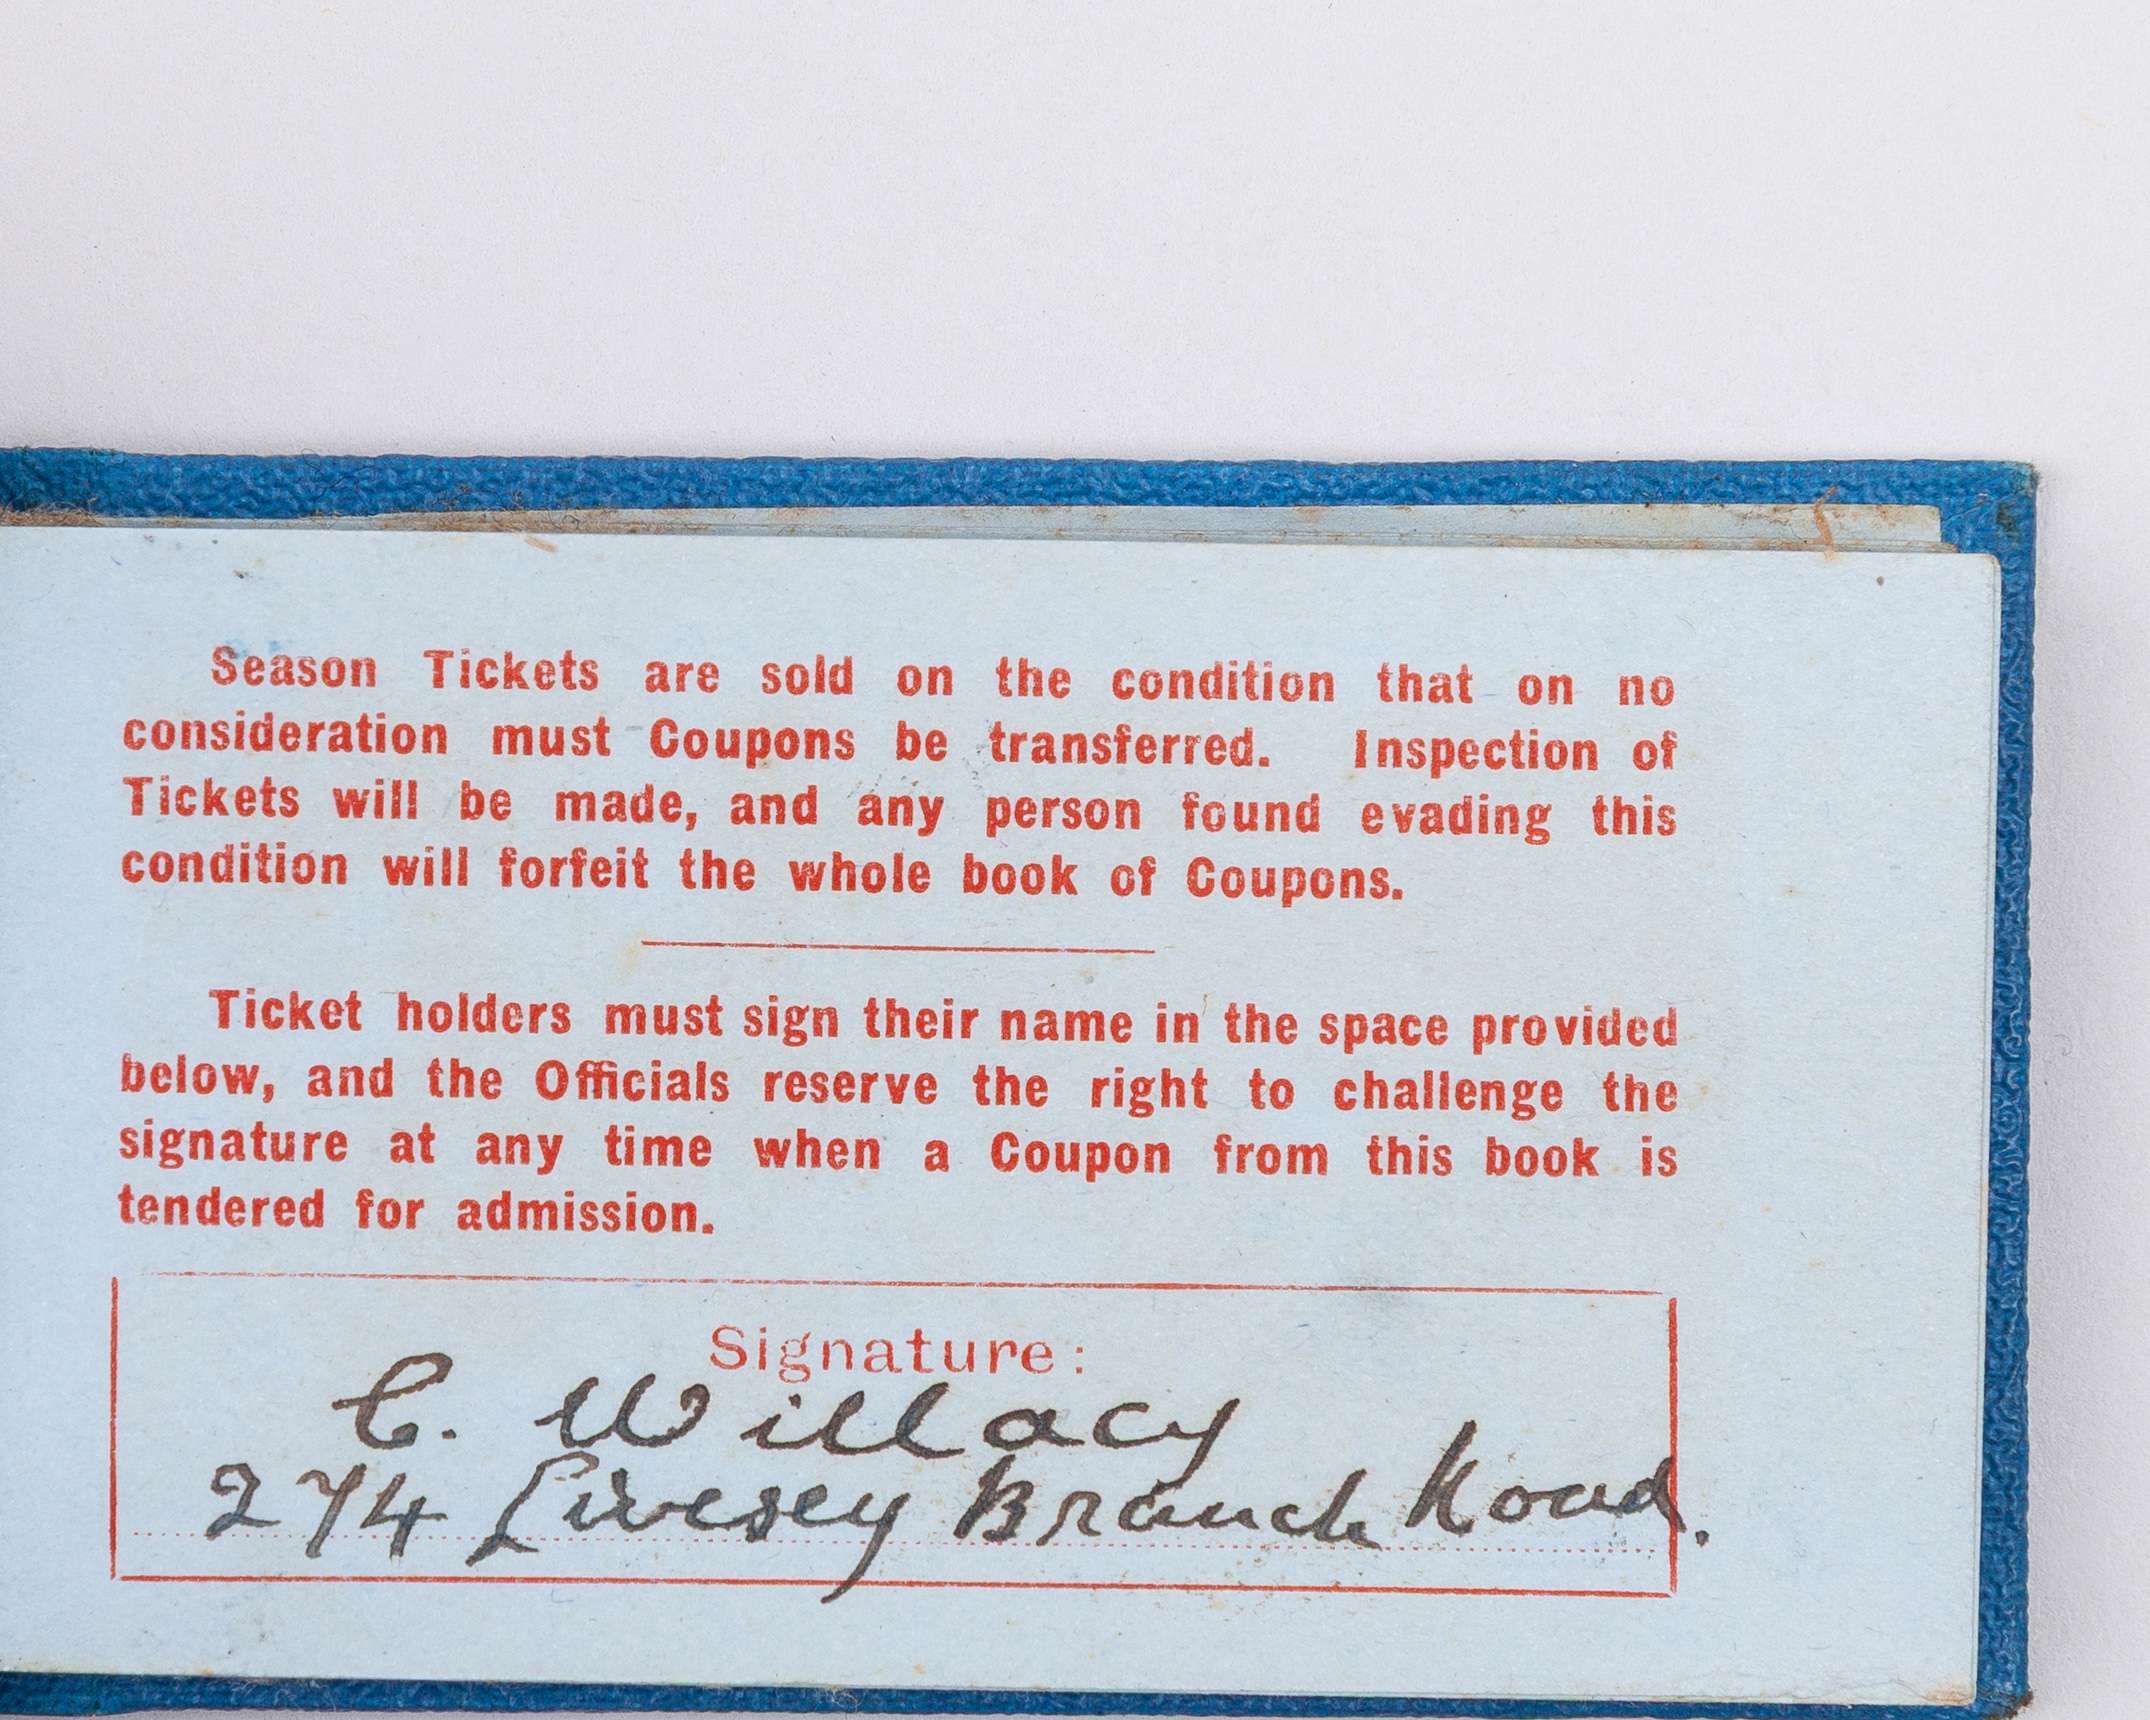 Season Tickets are sold on the condition that on no
consideration must Coupons be transferred. Inspection of
Tickets will be made, and any person found evading this
condition will forfeit the whole book of Coupons.
Ticket holders must sign their name in the space provided
below, and the Officials reserve the right to challenge the
signature at any time when a Coupon from this book is
tendered for admission.
Signature:
C. Willacy
274 Livesey Branch Road.